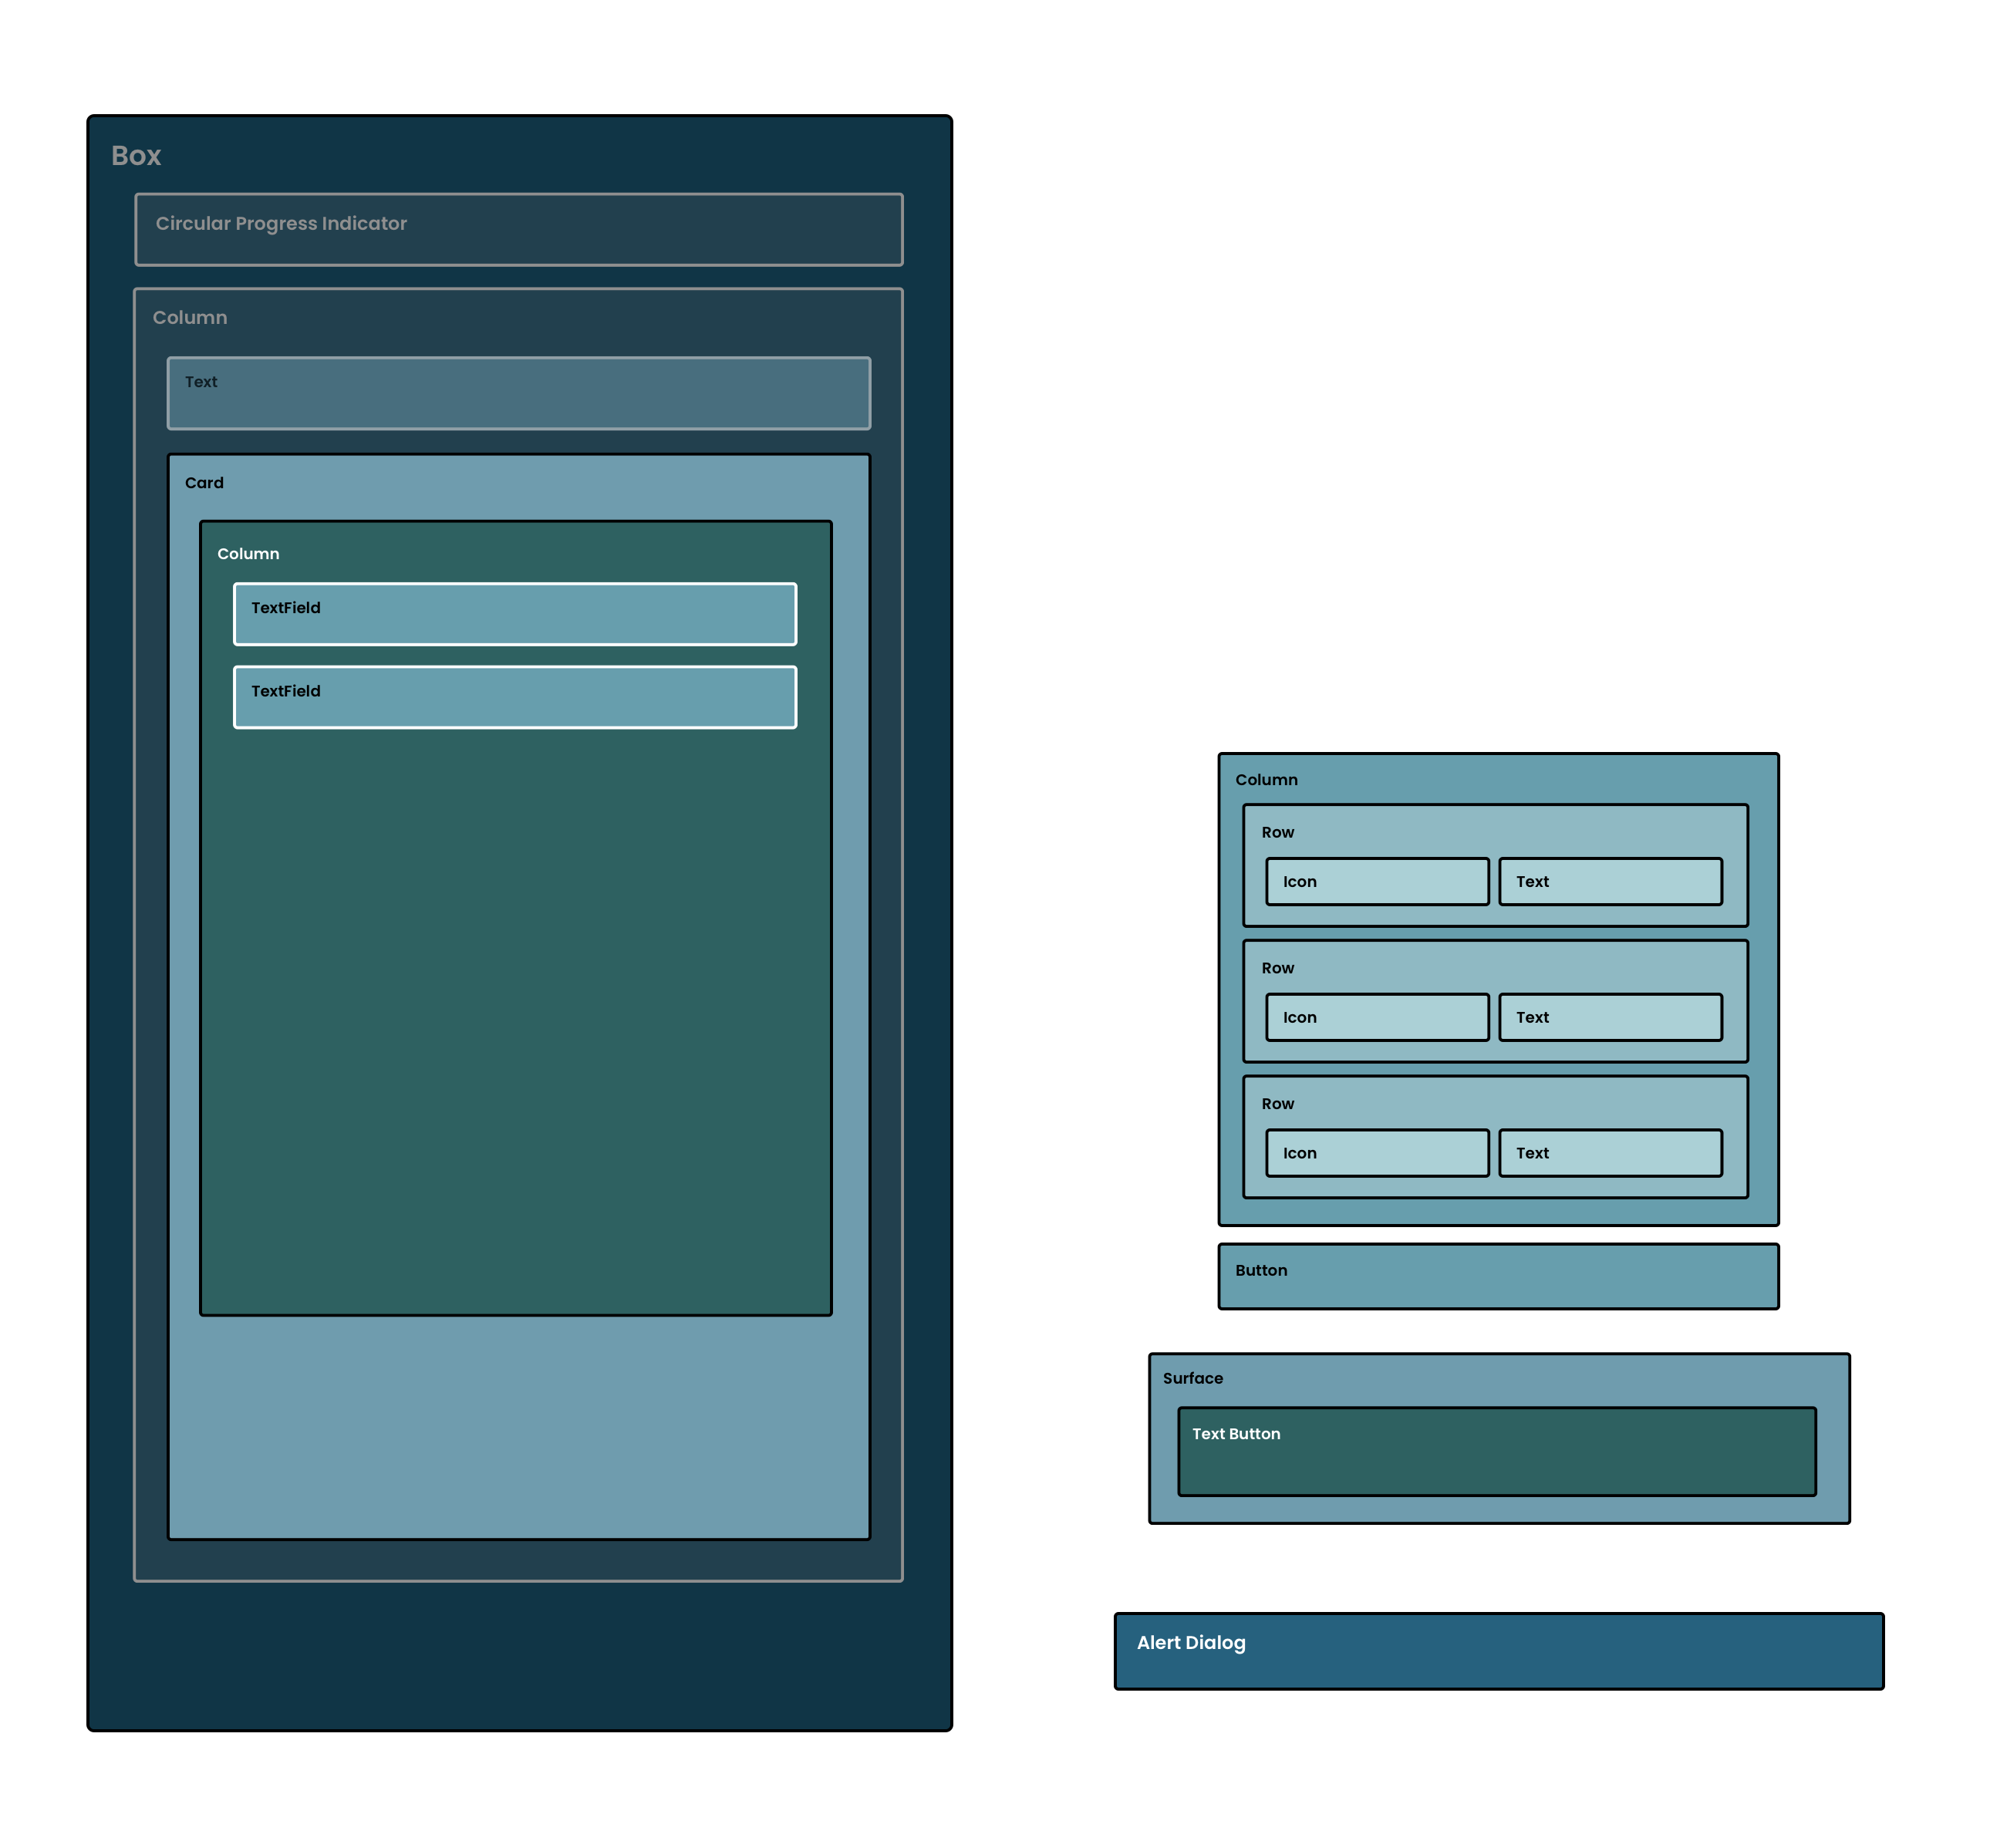 Box
Circular Progress Indicator
Column
Text
Card
Column
TextField
TextField
Column
Row
Icon
Text
Row
Icon
Text
Row
Icon
Text
Button
Surface
Text Button
Alert Dialog